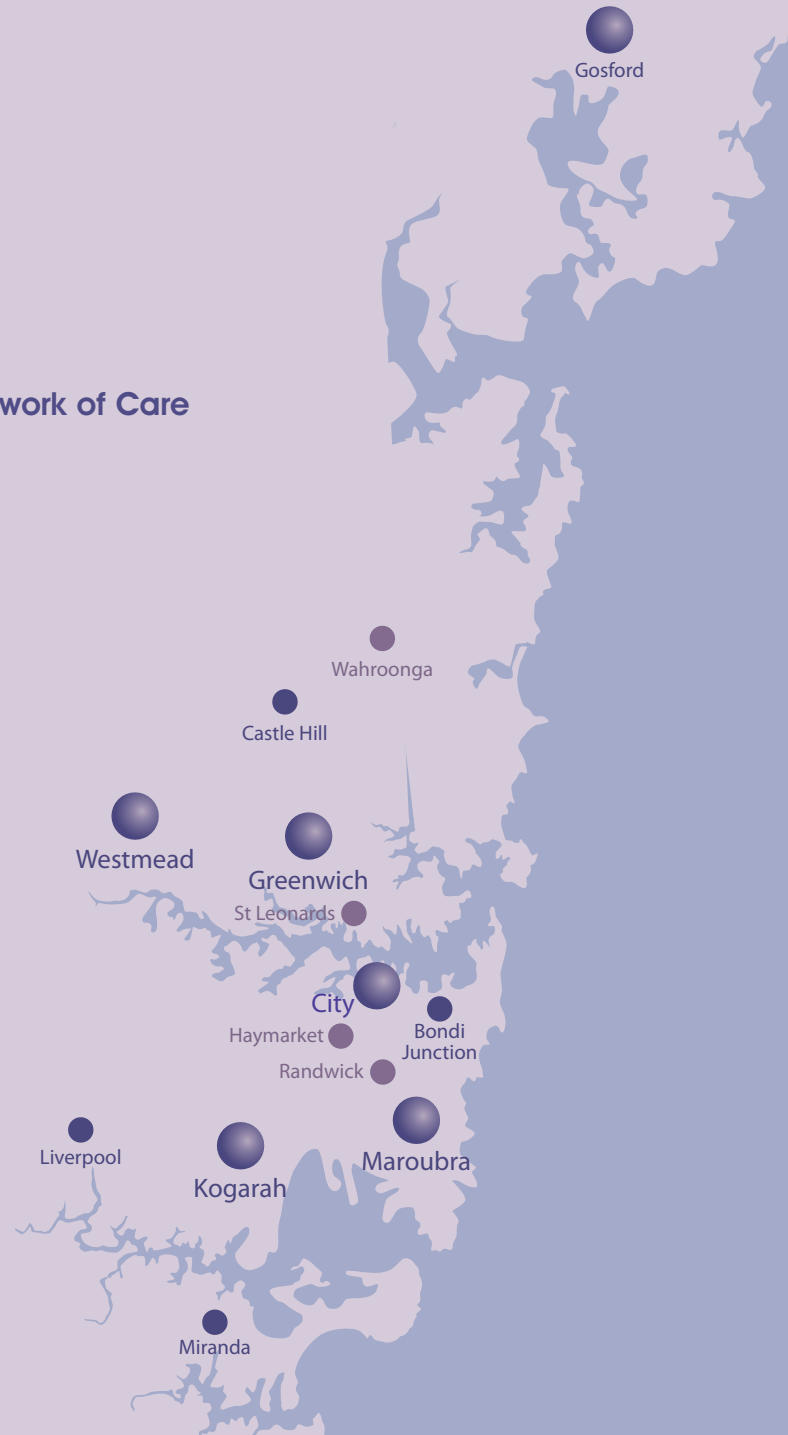 Gosford
work of Care
Wahroonga
Castle Hill
Westmead
Greenwich
St Leonards
City
Haymarket
Bondi
Junction
Randwick
Liverpool
Maroubra
Kogarah
Miranda